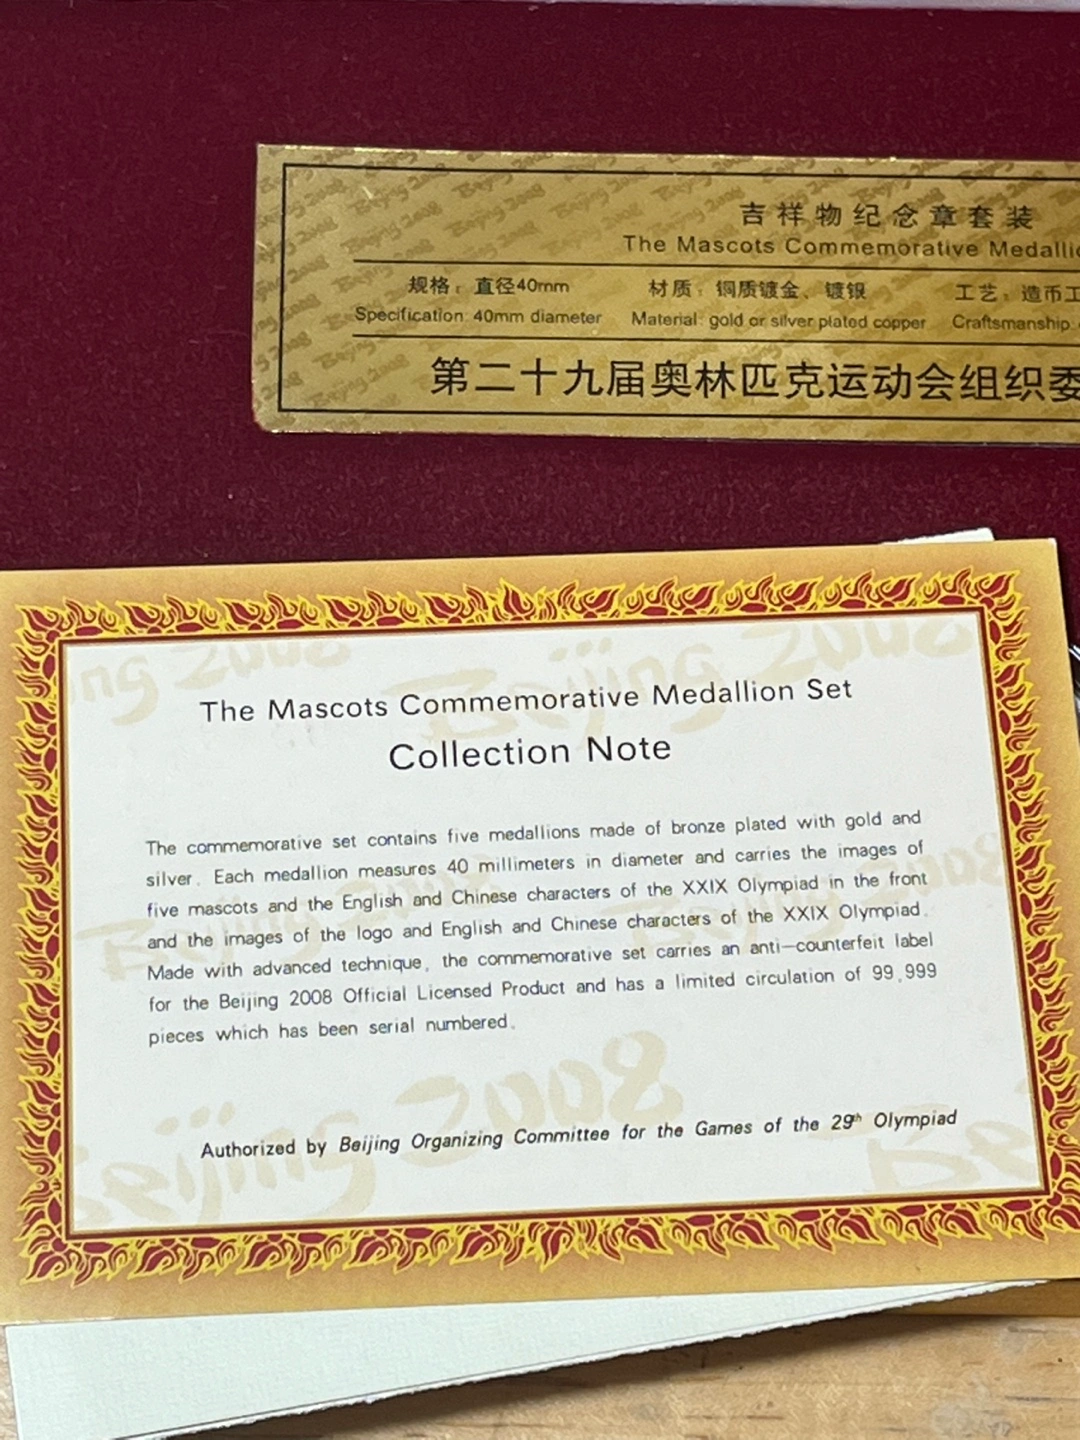 吉祥物纪念章套装
The Mascots Commemorative
规格：直径40mm 材质：铜质镀金、镀银 工艺：造币工
Specification: 40mm diameter Material: gold or silver plated copper Craftsmanship:
第二十九届奥林匹克运动会组织委
The Mascots Commemorative Medallion Set
Collection Note
The commemorative set contains five medallions made of bronze plated with gold and
silver. Each medallion measures 40 millimeters in diameter and carries the images of
five mascots and the English and Chinese characters of the XXIX Olympiad in the front
and the images of the logo and English and Chinese characters of the XXIX Olympiad.
Made with advanced technique, the commemorative set carries an anti-counterfeit label
for the Beijing 2008 Official Licensed Product and has a limited circulation of 99,999
pieces which has been serial numbered.
Authorized by Beijing Organizing Committee for the Games of the 29th Olympiad